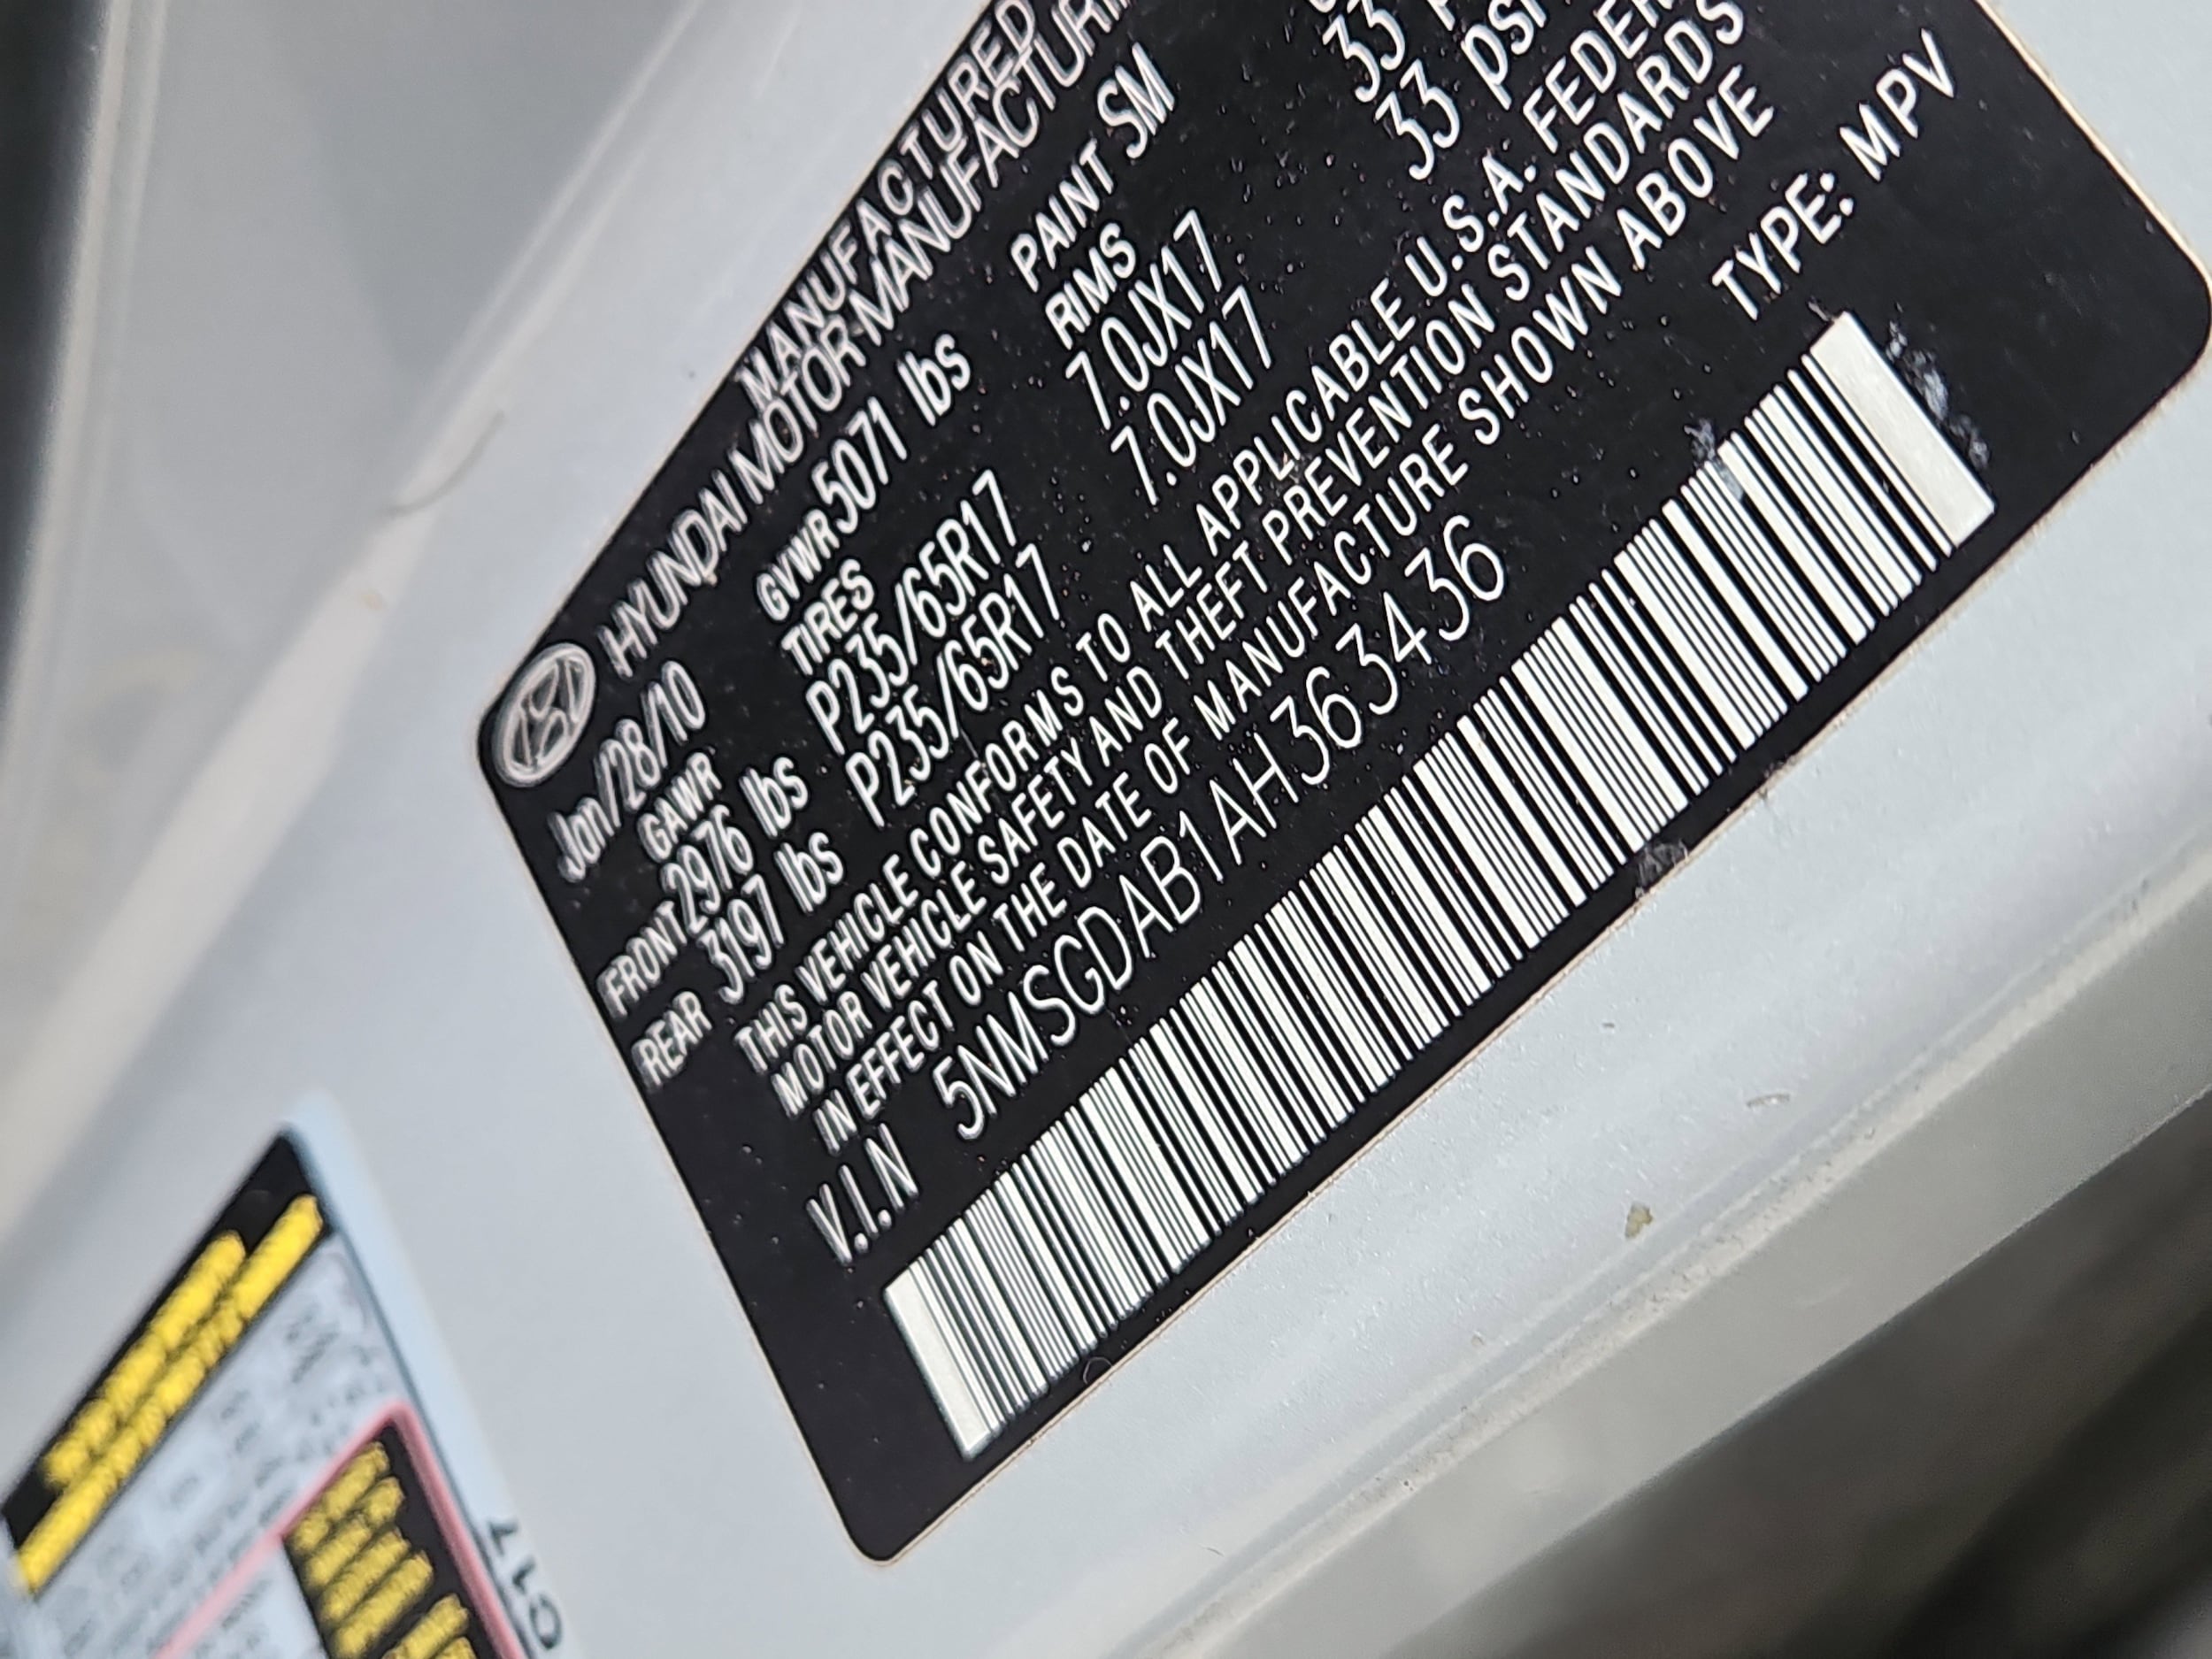 MANUFACTURED
HYUNDAI MOTOR MANUFACTURIN
Jan/28/10 GVWR 5071 lbs PAINT SM
GAWR TIRES RIMS
FRONT 2976 lbs P235/65R17 7.0JX17 33
REAR 3197 lbs P235/65R17 7.0JX17 33 psi
THIS VEHICLE CONFORMS TO ALL APPLICABLE U.S.A. FEDER
MOTOR VEHICLE SAFETY AND THEFT PREVENTION STANDARDS
IN EFFECT ON THE DATE OF MANUFACTURE SHOWN ABOVE
V.I.N 5NMSGDAB1AH363436 TYPE: MPV